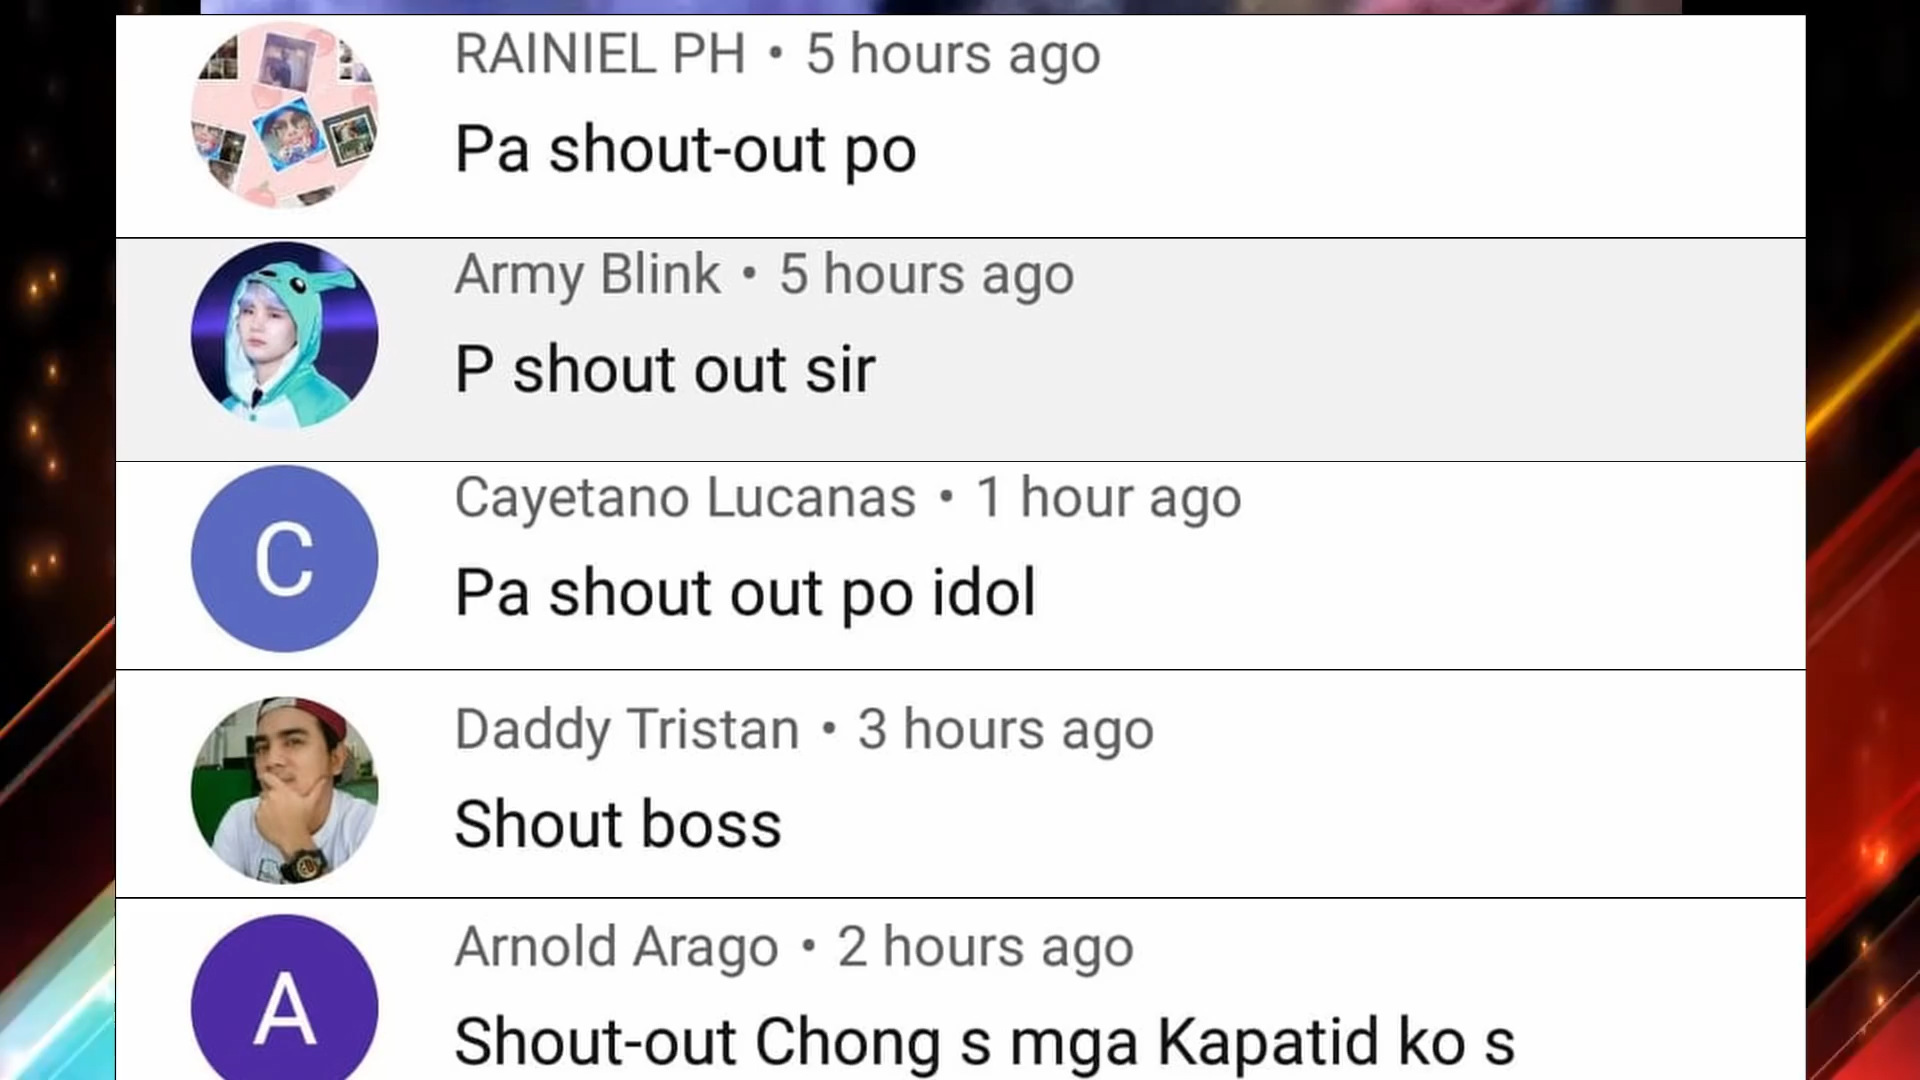 RAINIEL PH • 5 hours ago
Pa shout-out po
Army Blink • 5 hours ago
P shout out sir
C
Cayetano Lucanas • 1 hour ago
Pa shout out po idol
Daddy Tristan • 3 hours ago
Shout boss
A
Arnold Arago • 2 hours ago
Shout-out Chong s mga Kapatid ko s